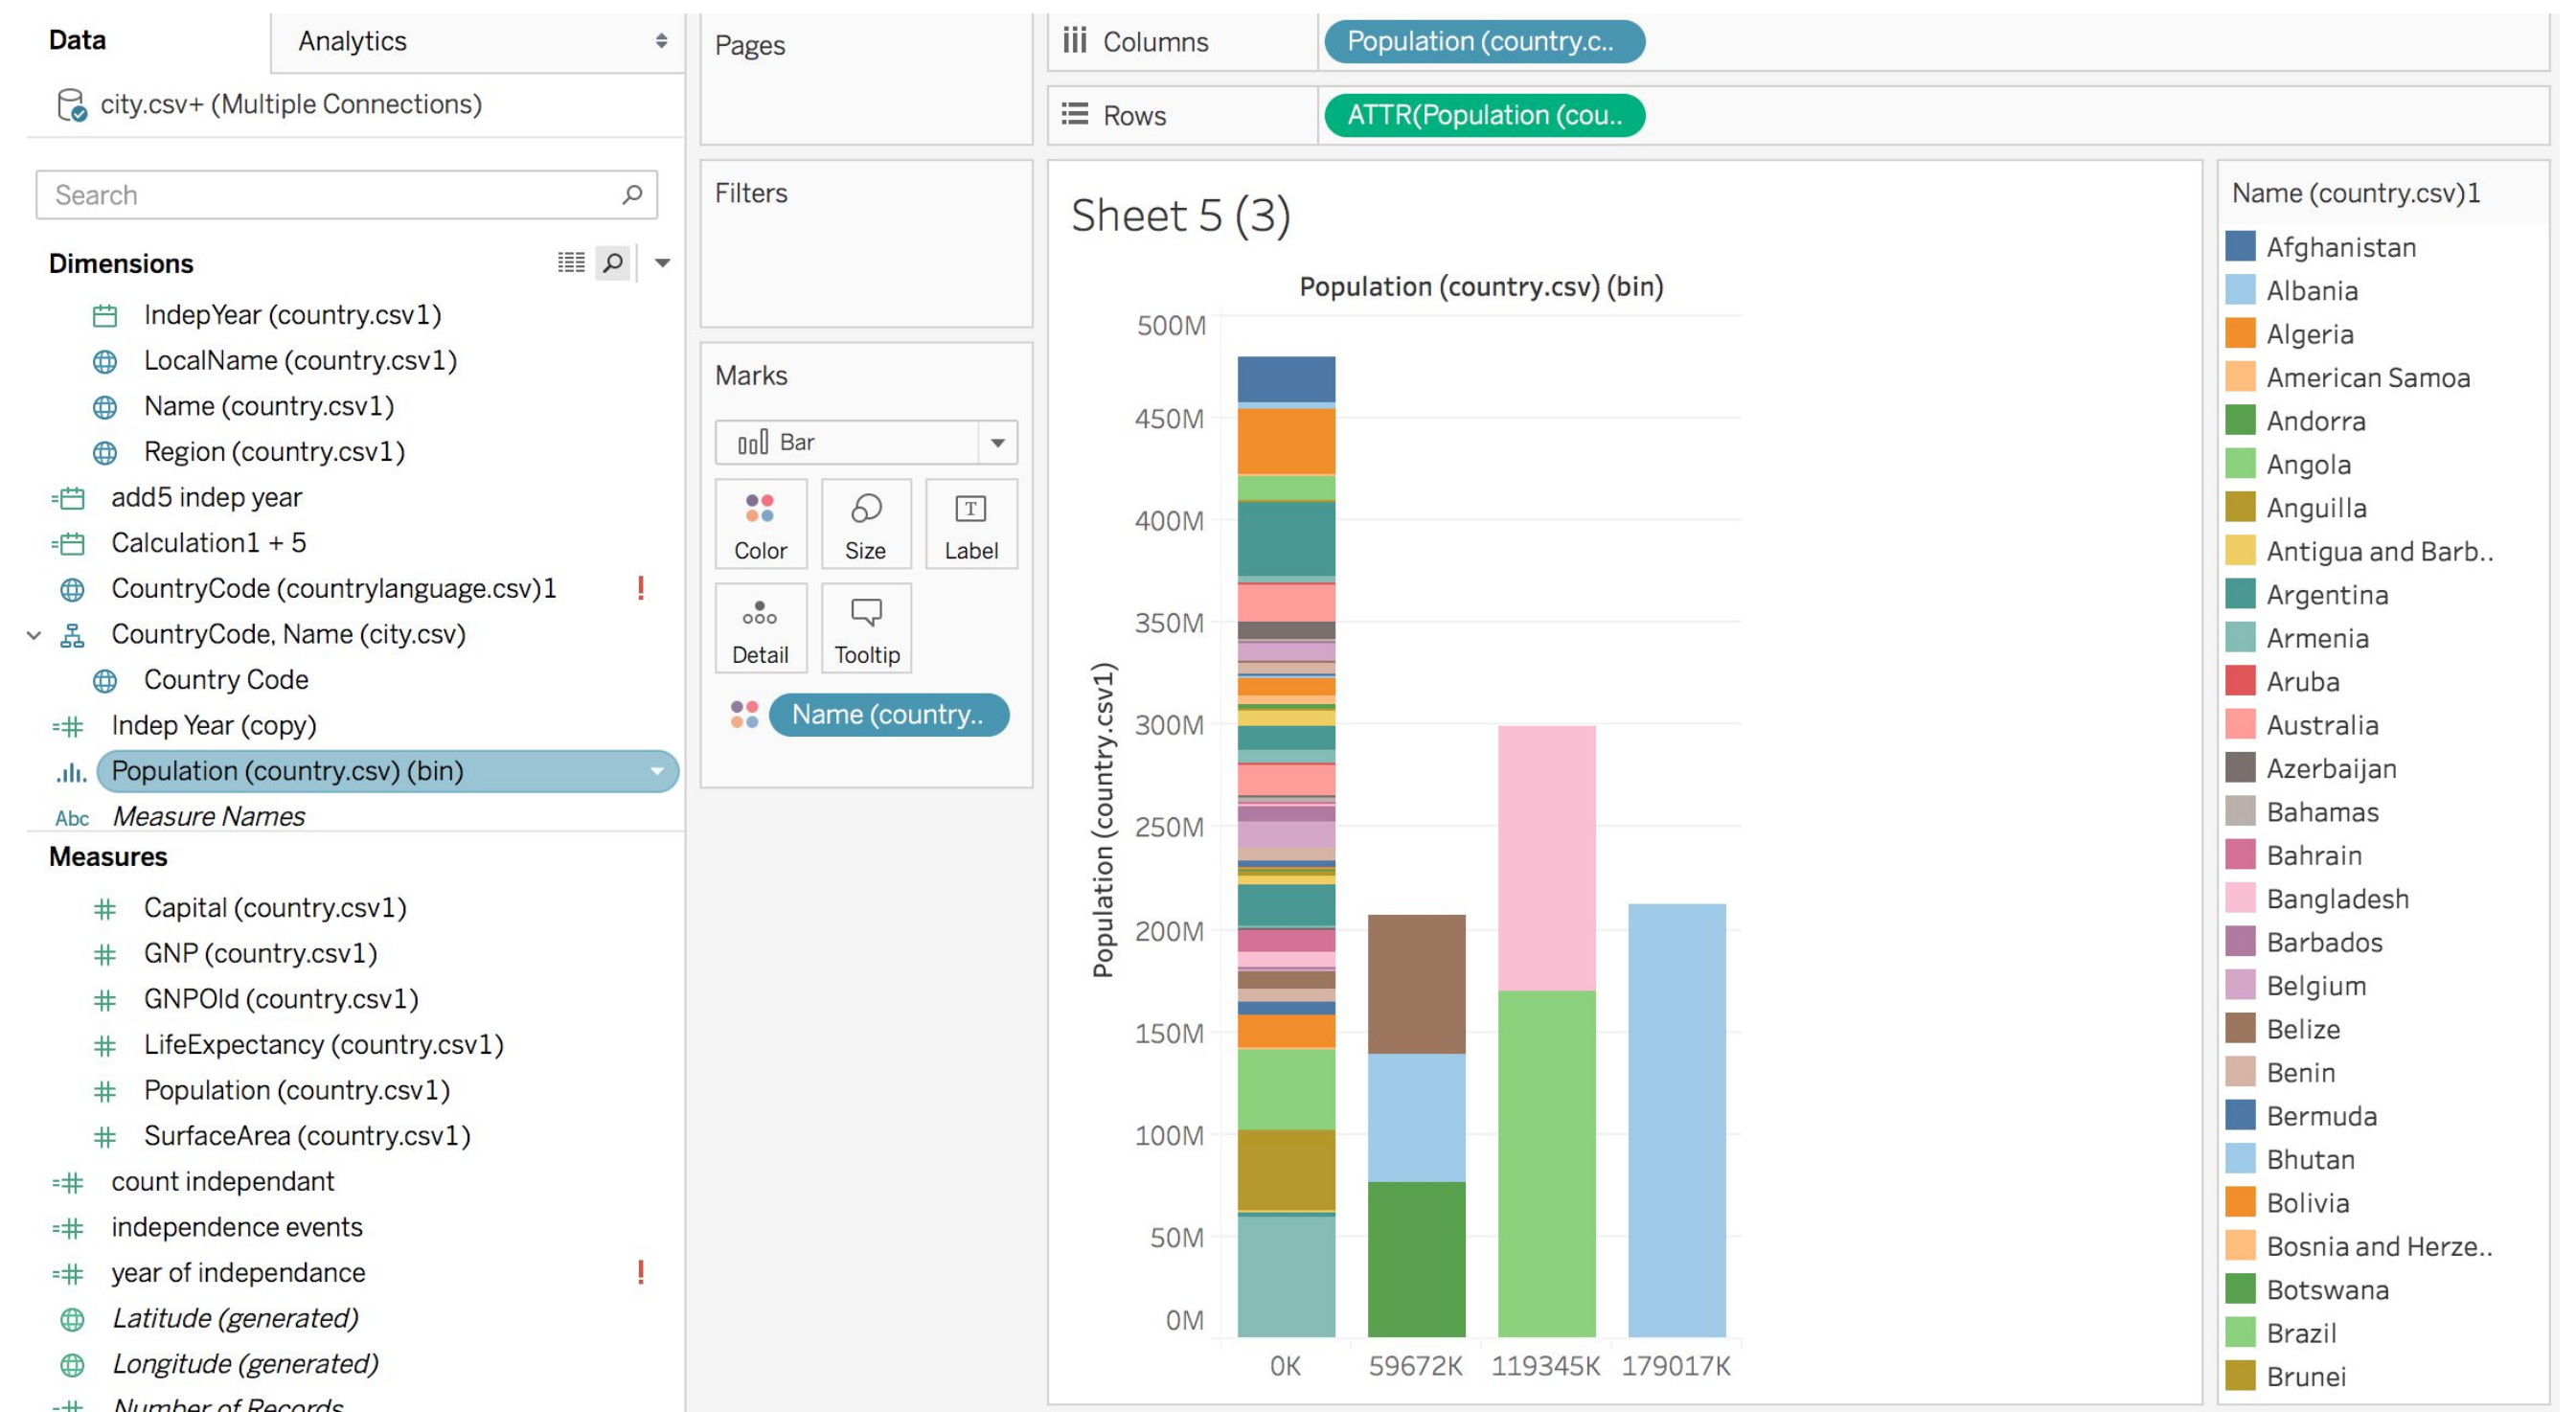 Data
Analytics
city.csv+ (Multiple Connections)
Search
Dimensions
IndepYear (country.csv1)
LocalName (country.csv1)
Name (country.csv1)
Region (country.csv1)
add5 indep year
Calculation1 + 5
CountryCode (countrylanguage.csv)1 !
CountryCode, Name (city.csv)
Country Code
Indep Year (copy)
Population (country.csv) (bin)
Abc Measure Names
Measures
Capital (country.csv1)
GNP (country.csv1)
GNPOld (country.csv1)
LifeExpectancy (country.csv1)
Population (country.csv1)
SurfaceArea (country.csv1)
count independant
independence events
year of independance !
Latitude (generated)
Longitude (generated)
Number of Records
Pages
Filters
Marks
Bar
Color
Size
T
Label
Detail
Tooltip
Name (country..
Columns
Population (country.c..
Rows
ATTR(Population (cou..
Sheet 5 (3)
Population (country.csv) (bin)
Population (country.csv1)
500M
450M
400M
350M
300M
250M
200M
150M
100M
50M
0M
0K
59672K
119345K
179017K
Name (country.csv)1
Afghanistan
Albania
Algeria
American Samoa
Andorra
Angola
Anguilla
Antigua and Barb..
Argentina
Armenia
Aruba
Australia
Azerbaijan
Bahamas
Bahrain
Bangladesh
Barbados
Belgium
Belize
Benin
Bermuda
Bhutan
Bolivia
Bosnia and Herze..
Botswana
Brazil
Brunei